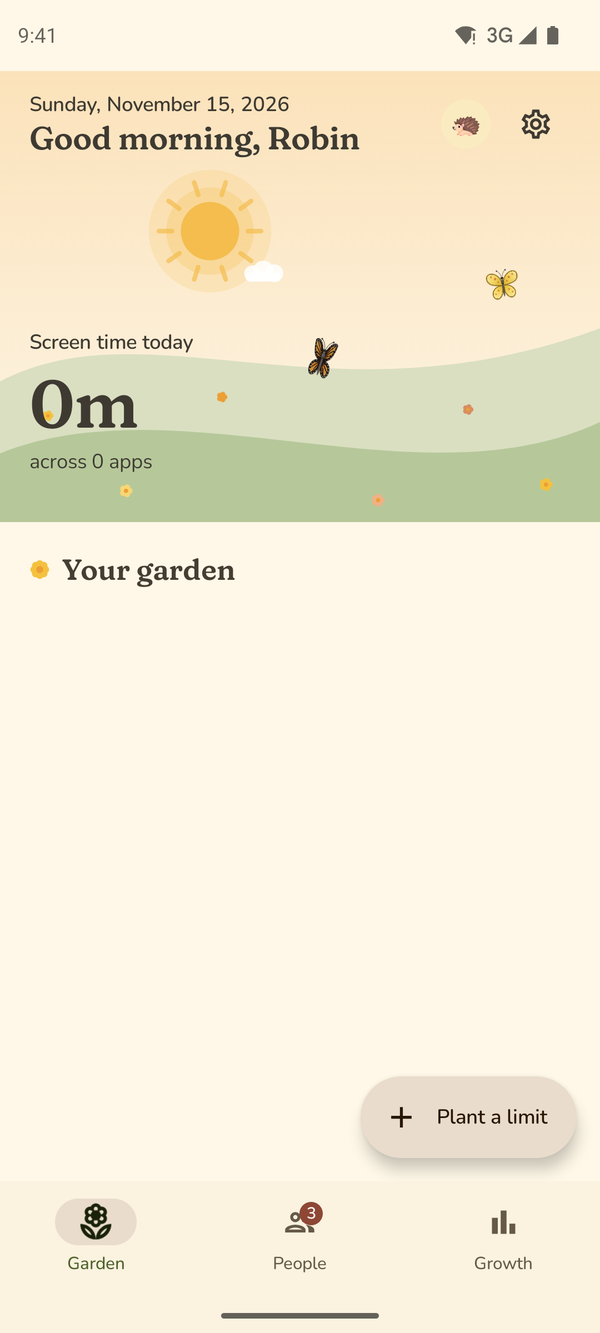 9:41
3G
Sunday, November 15, 2026
Good morning, Robin
Screen time today
0m
across 0 apps
Your garden
Plant a limit
3
Garden
People
Growth